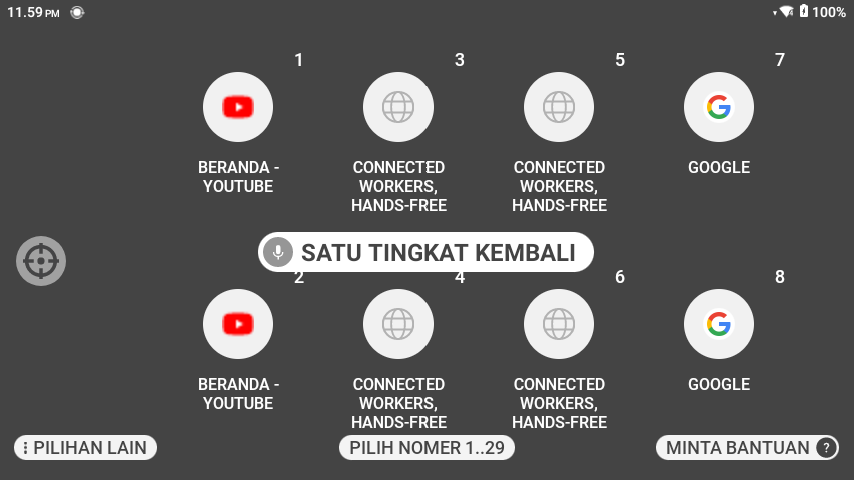 11.59 PM
100%
1
3
5
7
BERANDA -
YOUTUBE
CONNECTED
WORKERS,
HANDS-FREE
CONNECTED
WORKERS,
HANDS-FREE
GOOGLE
SATU TINGKAT KEMBALI
2
4
6
8
BERANDA -
YOUTUBE
CONNECTED
WORKERS,
HANDS-FREE
CONNECTED
WORKERS,
HANDS-FREE
GOOGLE
PILIHAN LAIN
PILIH NOMER 1..29
MINTA BANTUAN ?